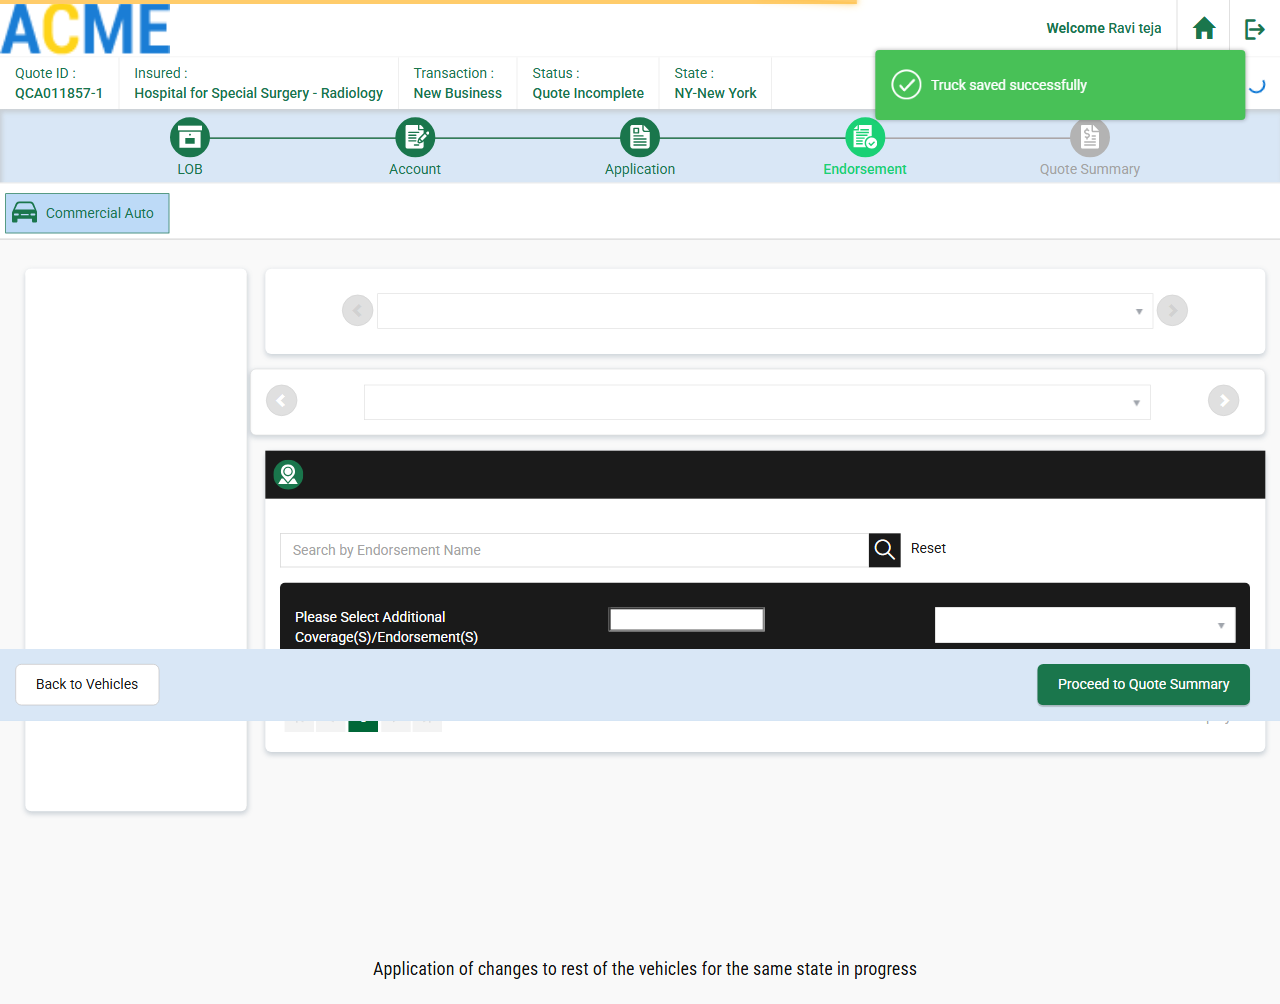 ACME
Welcome Ravi teja
Quote ID :
QCA011857-1
Insured :
Hospital for Special Surgery - Radiology
Transaction :
New Business
Status :
Quote Incomplete
State :
NY-New York
Truck saved successfully
LOB
Account
Application
Endorsement
Quote Summary
Commercial Auto
Search by Endorsement Name
Reset
Please Select Additional
Coverage(S)/Endorsement(S)
Back to Vehicles
Proceed to Quote Summary
Application of changes to rest of the vehicles for the same state in progress